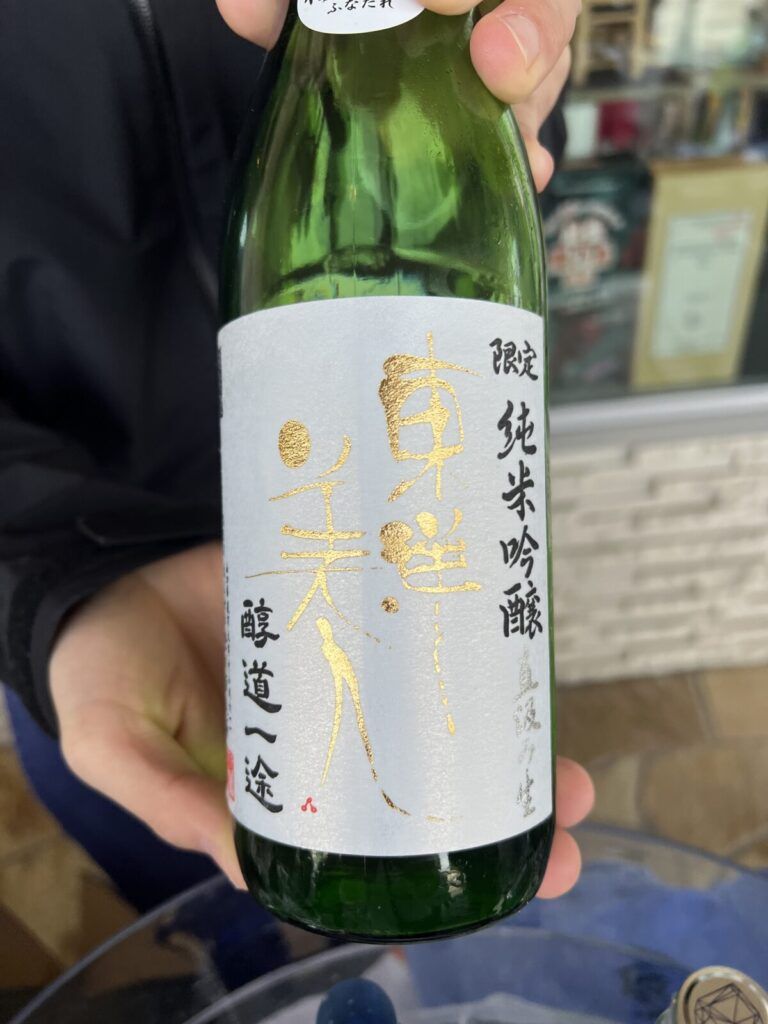 ふなたれ
限定
純米吟醸
直汲み生
東洋
美人
醇道一途